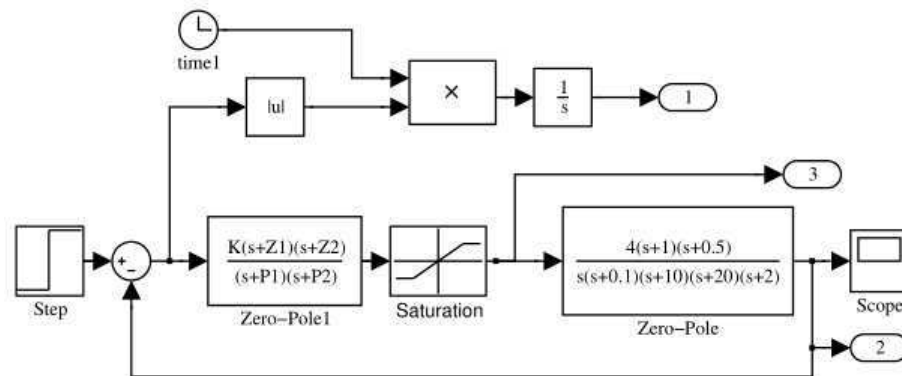 time1
|u|
×
1
s
1
3
+
−
K(s+Z1)(s+Z2)
(s+P1)(s+P2)
4(s+1)(s+0.5)
s(s+0.1)(s+10)(s+20)(s+2)
Step
Zero−Pole1
Saturation
Zero−Pole
Scope
2